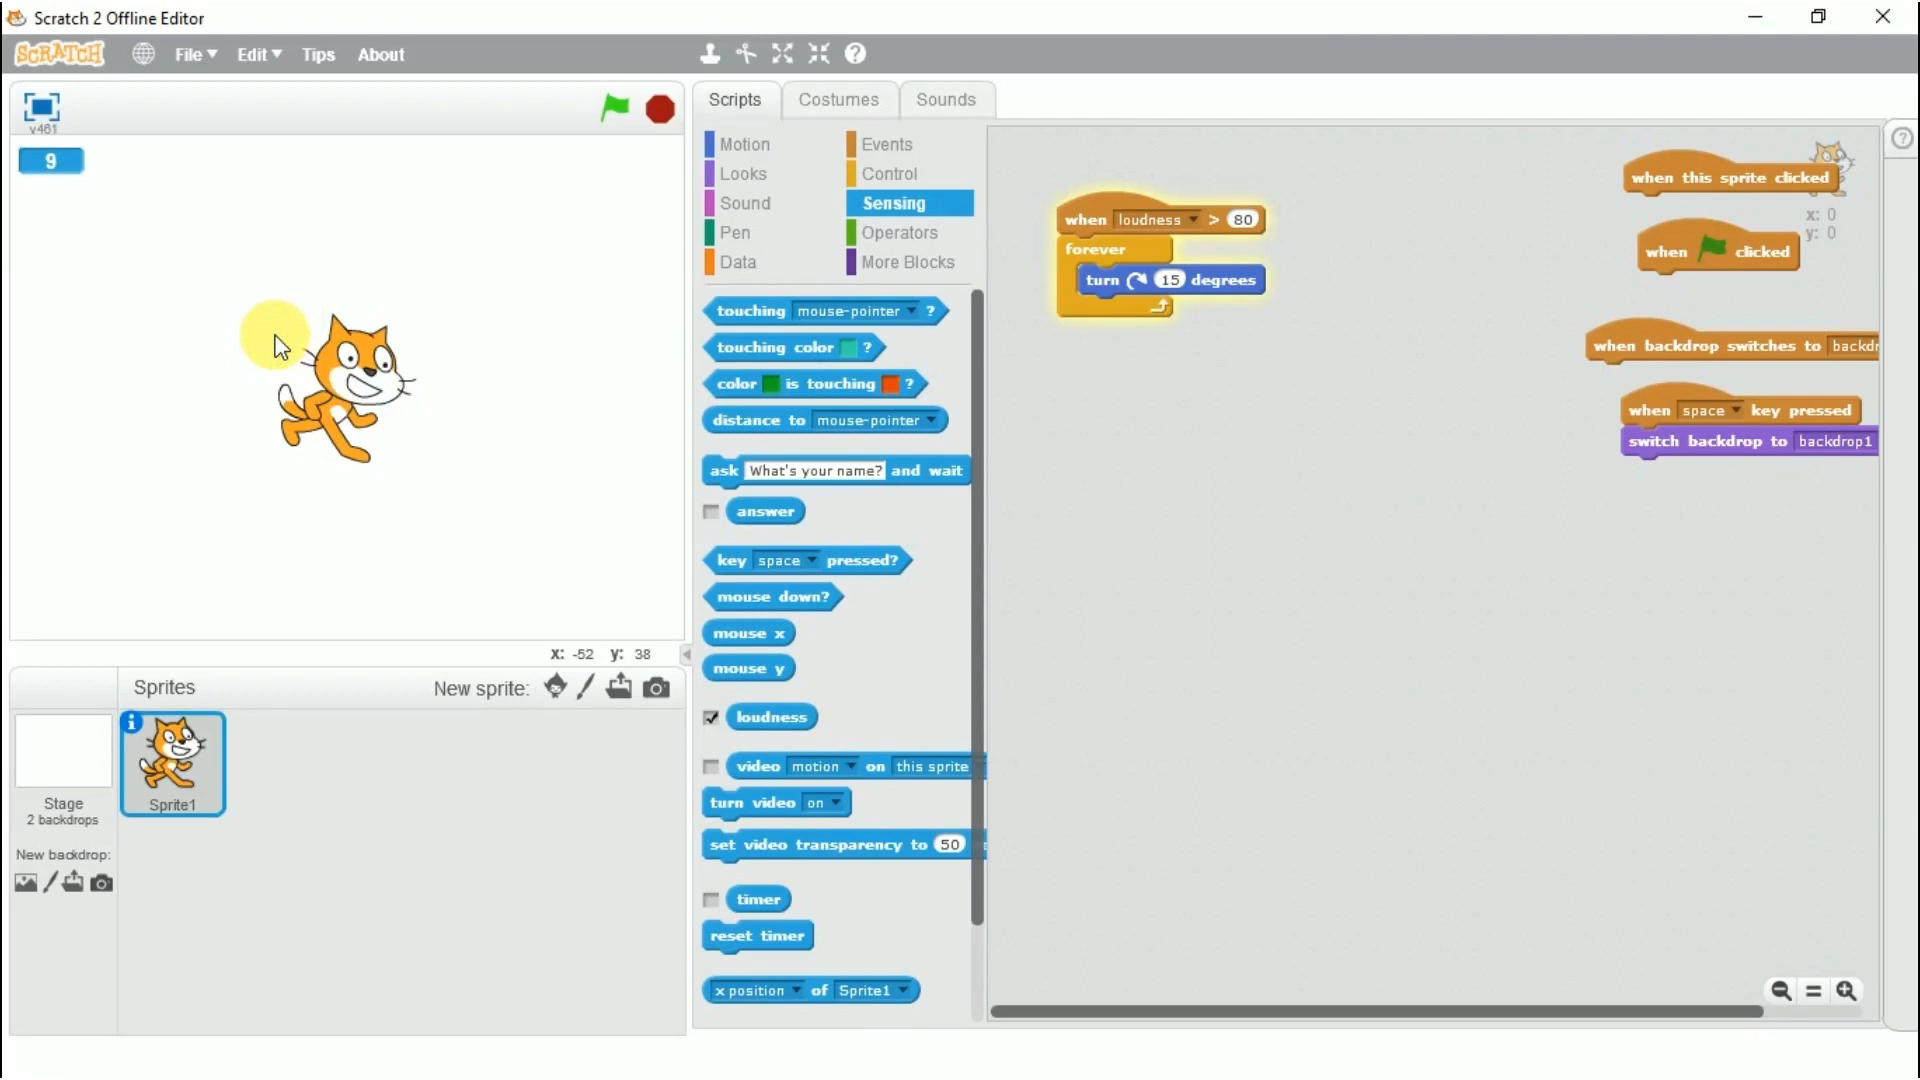 Scratch 2 Offline Editor
SCRATCH File Edit Tips About
v461
9
x: -52 y: 38
Sprites New sprite:
Sprite1
Stage
2 backdrops
New backdrop:
Scripts Costumes Sounds
Motion Events
Looks Control
Sound Sensing
Pen Operators
Data More Blocks
touching mouse-pointer ?
touching color ?
color is touching ?
distance to mouse-pointer
ask What's your name? and wait
answer
key space pressed?
mouse down?
mouse x
mouse y
loudness
video motion on this sprite
turn video on
set video transparency to 50
timer
reset timer
x position of Sprite1
when loudness > 80
forever
turn 15 degrees
when this sprite clicked
x: 0
y: 0
when clicked
when backdrop switches to backdr
when space key pressed
switch backdrop to backdrop1